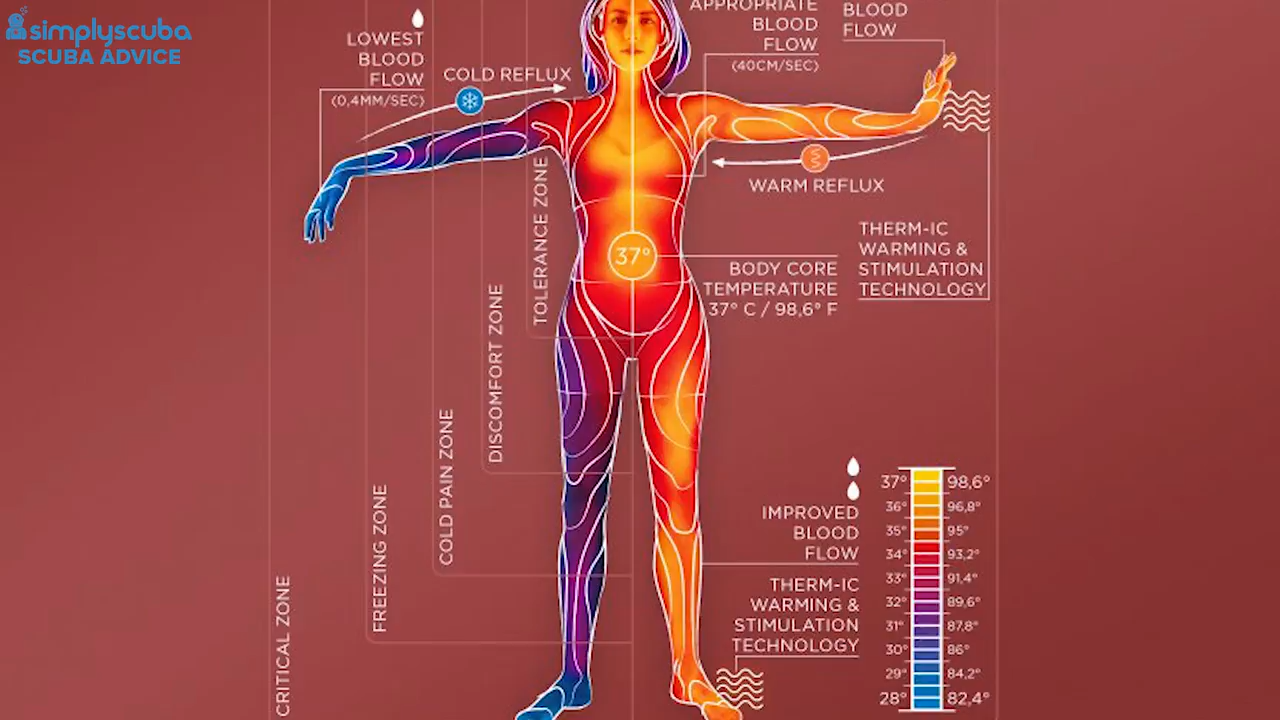 simplyscuba
SCUBA ADVICE
LOWEST
BLOOD
FLOW
(0,4MM/SEC)
COLD REFLUX
APPROPRIATE
BLOOD
FLOW
(40CM/SEC)
BLOOD
FLOW
WARM REFLUX
THERM-IC
WARMING &
STIMULATION
TECHNOLOGY
37°
BODY CORE
TEMPERATURE
37° C / 98,6° F
TOLERANCE ZONE
DISCOMFORT ZONE
COLD PAIN ZONE
FREEZING ZONE
CRITICAL ZONE
IMPROVED
BLOOD
FLOW
THERM-IC
WARMING &
STIMULATION
TECHNOLOGY
37° 98,6°
36° 96,8°
35° 95°
34° 93,2°
33° 91,4°
32° 89,6°
31° 87,8°
30° 86°
29° 84,2°
28° 82,4°